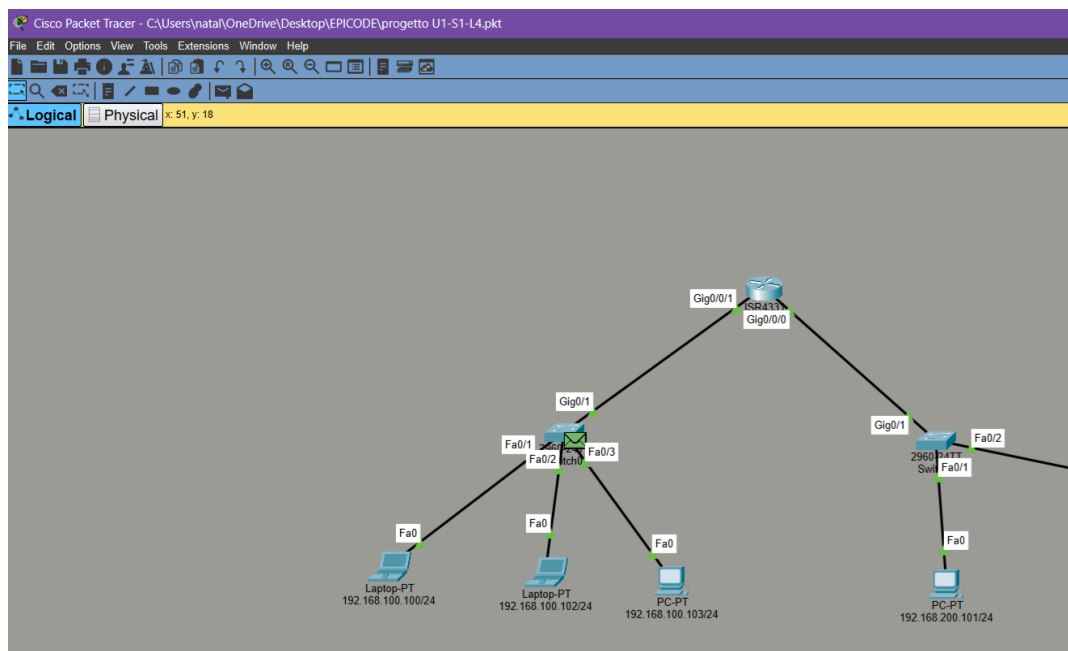 Cisco Packet Tracer - C:\Users\natal\OneDrive\Desktop\EPICODE\progetto U1-S1-L4.pkt
File Edit Options View Tools Extensions Window Help
Logical Physical x: 51, y: 18
Gig0/0/1
ISR4331
Gig0/0/0
Gig0/1
Gig0/1
Fa0/1
Fa0/2
Fa0/3
Fa0/2
2960-24TT
Fa0/1
Fa0
Fa0
Fa0
Fa0
Laptop-PT
192.168.100.100/24
Laptop-PT
192.168.100.102/24
PC-PT
192.168.100.103/24
PC-PT
192.168.200.101/24